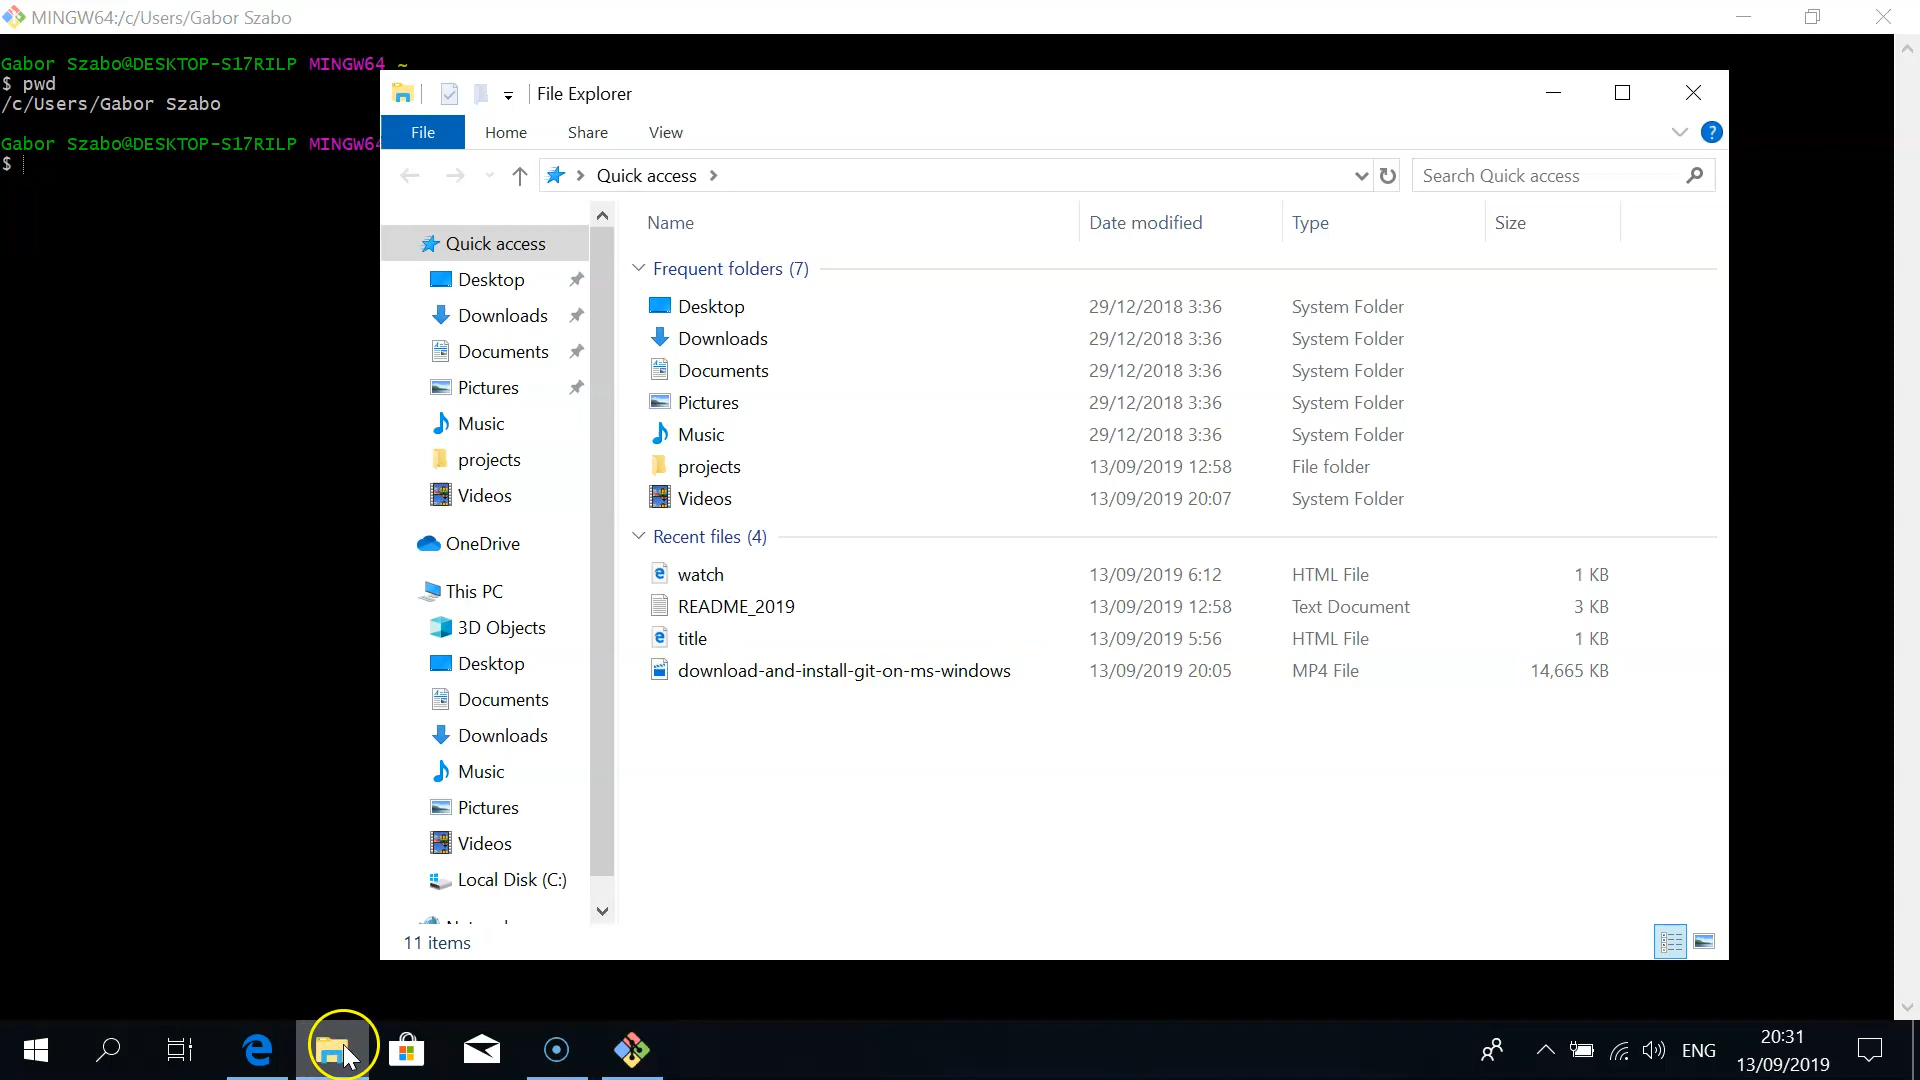 MINGW64:/c/Users/Gabor Szabo
Gabor Szabo@DESKTOP-S17RILP MINGW64 ~
$ pwd
/c/Users/Gabor Szabo
Gabor Szabo@DESKTOP-S17RILP MINGW64
$
File Explorer
File Home Share View
Quick access
Search Quick access
Quick access
Desktop
Downloads
Documents
Pictures
Music
projects
Videos
OneDrive
This PC
3D Objects
Desktop
Documents
Downloads
Music
Pictures
Videos
Local Disk (C:)
Name Date modified Type Size
Frequent folders (7)
Desktop 29/12/2018 3:36 System Folder
Downloads 29/12/2018 3:36 System Folder
Documents 29/12/2018 3:36 System Folder
Pictures 29/12/2018 3:36 System Folder
Music 29/12/2018 3:36 System Folder
projects 13/09/2019 12:58 File folder
Videos 13/09/2019 20:07 System Folder
Recent files (4)
watch 13/09/2019 6:12 HTML File 1 KB
README_2019 13/09/2019 12:58 Text Document 3 KB
title 13/09/2019 5:56 HTML File 1 KB
download-and-install-git-on-ms-windows 13/09/2019 20:05 MP4 File 14,665 KB
11 items
ENG
20:31
13/09/2019